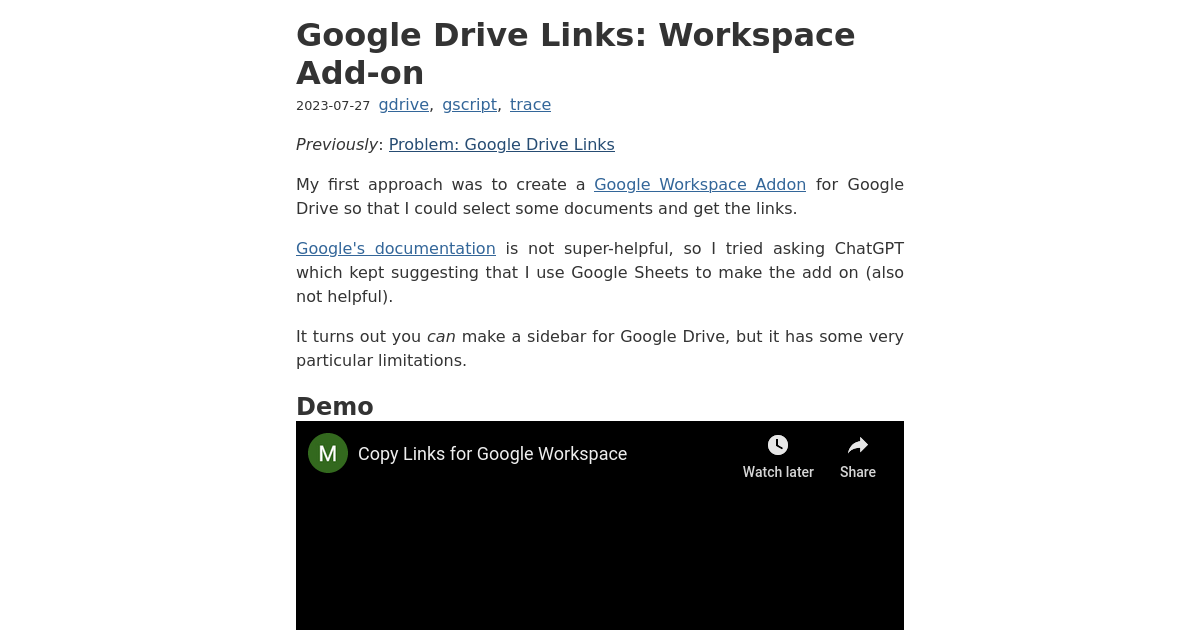 Google Drive Links: Workspace
Add-on
2023-07-27 gdrive, gscript, trace
Previously: Problem: Google Drive Links
My first approach was to create a Google Workspace Addon for Google
Drive so that I could select some documents and get the links.
Google's documentation is not super-helpful, so I tried asking ChatGPT
which kept suggesting that I use Google Sheets to make the add on (also
not helpful).
It turns out you can make a sidebar for Google Drive, but it has some very
particular limitations.
Demo
M Copy Links for Google Workspace
Watch later Share